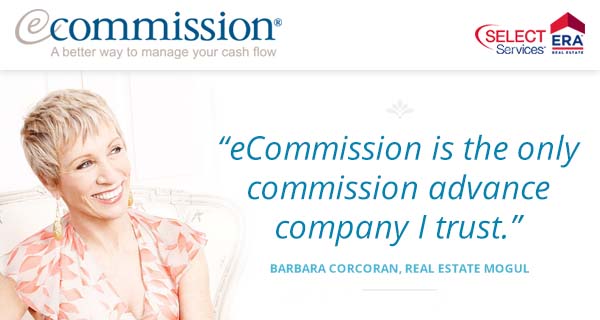 ecommission®
A better way to manage your cash flow
SELECT
Services
ERA
REAL ESTATE
“eCommission is the only
commission advance
company I trust.”
BARBARA CORCORAN, REAL ESTATE MOGUL